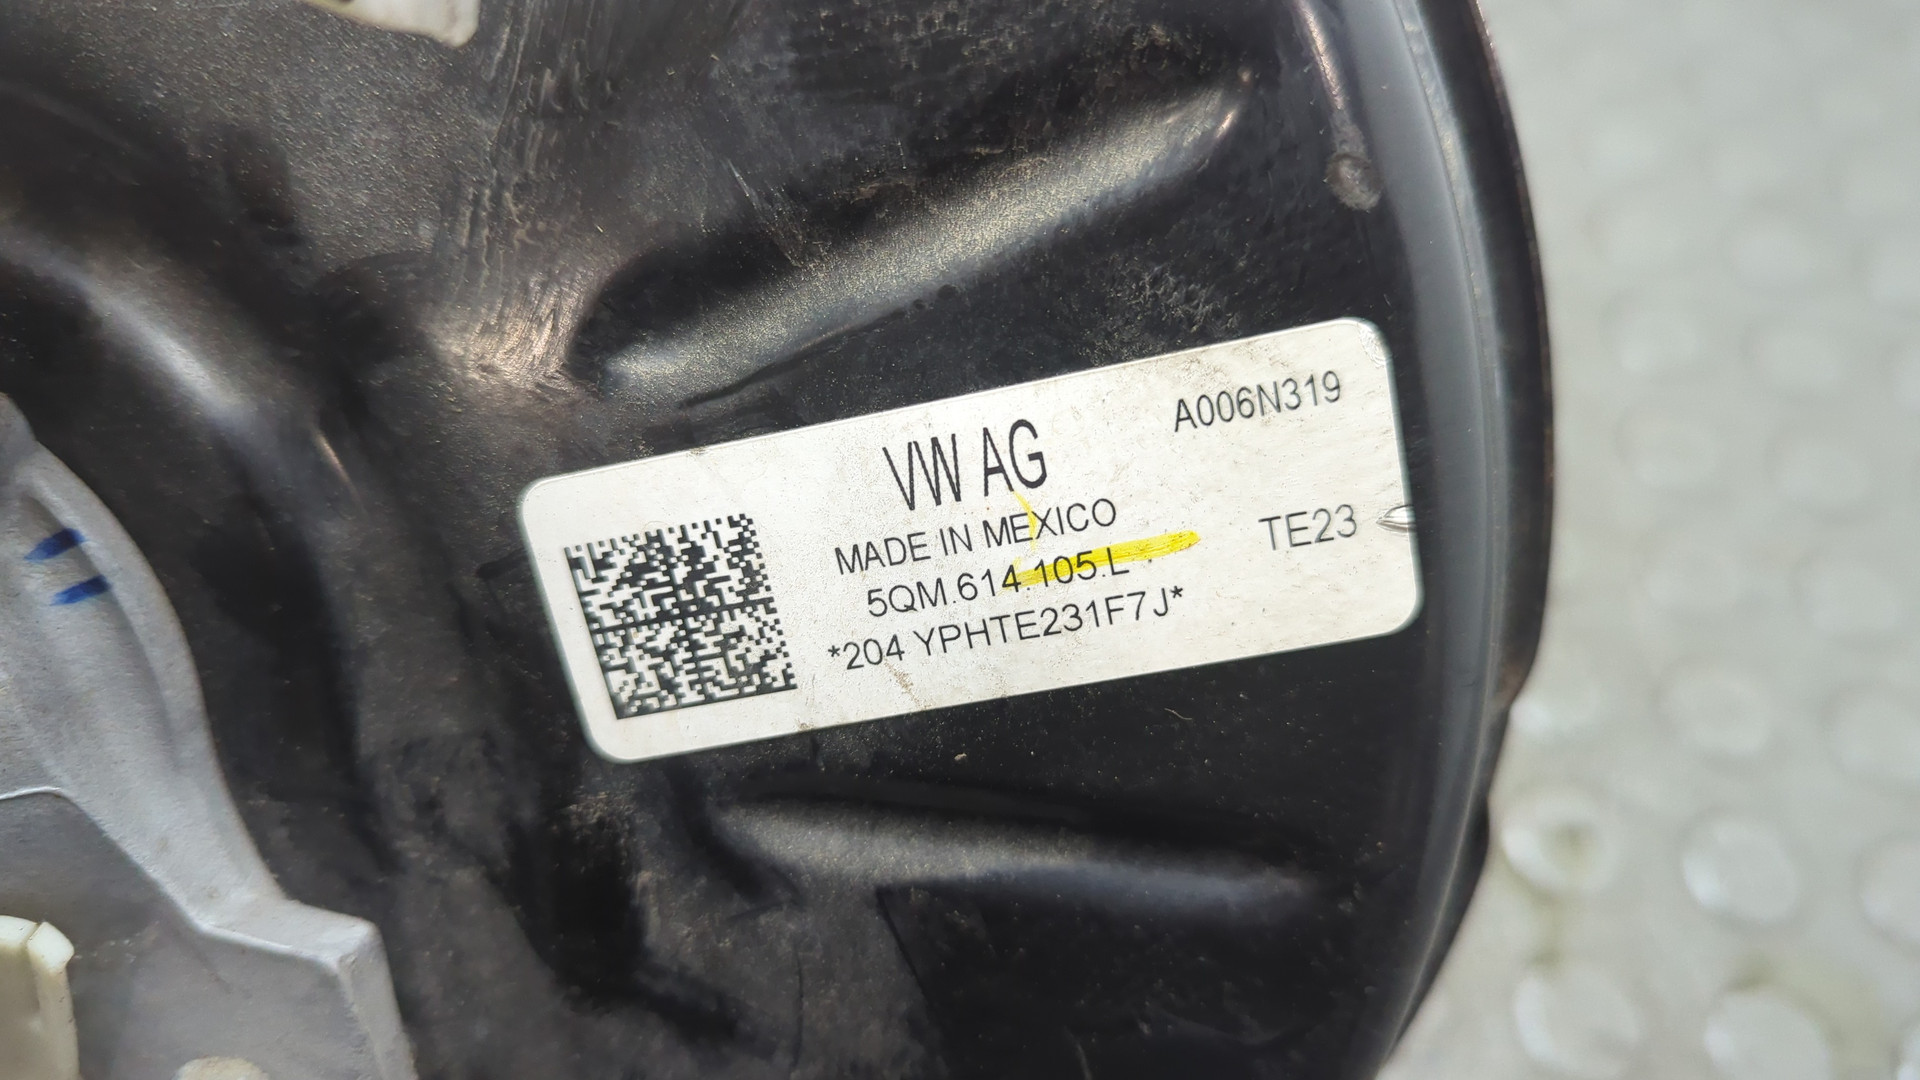 A006N319
VW AG
MADE IN MEXICO
TE23
5QM.614.105.L
*204 YPHTE231F7J*